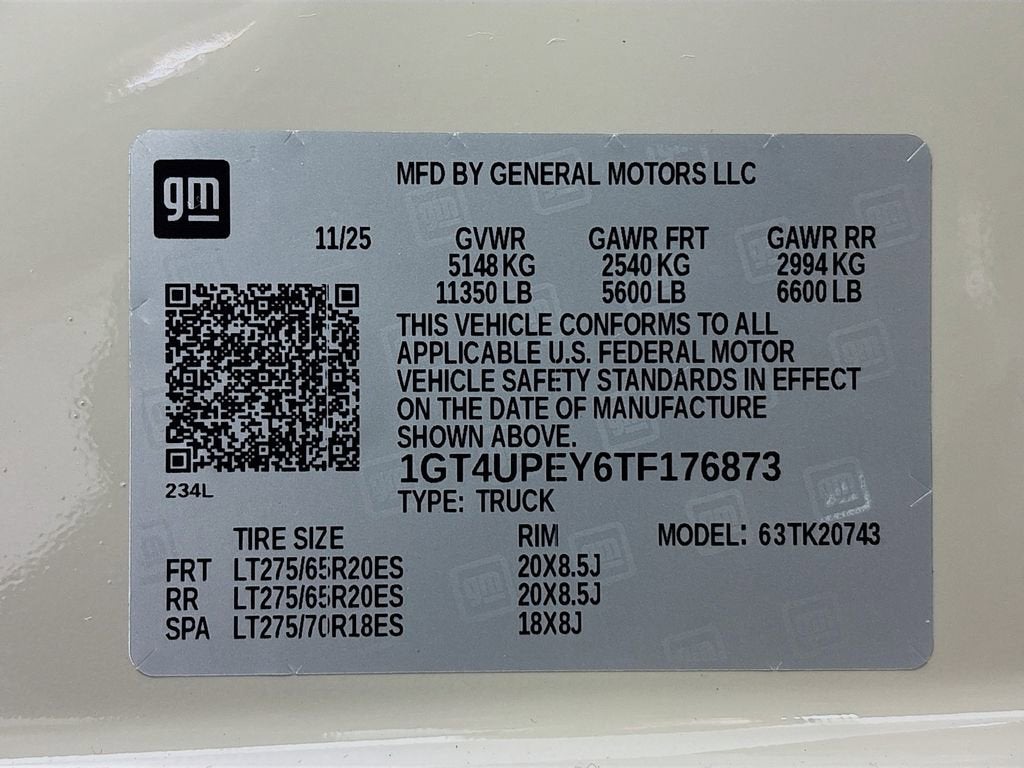 gm
MFD BY GENERAL MOTORS LLC
11/25 GVWR GAWR FRT GAWR RR
5148 KG 2540 KG 2994 KG
11350 LB 5600 LB 6600 LB
THIS VEHICLE CONFORMS TO ALL
APPLICABLE U.S. FEDERAL MOTOR
VEHICLE SAFETY STANDARDS IN EFFECT
ON THE DATE OF MANUFACTURE
SHOWN ABOVE.
1GT4UPEY6TF176873
234L
TYPE: TRUCK
TIRE SIZE RIM MODEL: 63TK20743
FRT LT275/65R20ES 20X8.5J
RR LT275/65R20ES 20X8.5J
SPA LT275/70R18ES 18X8J